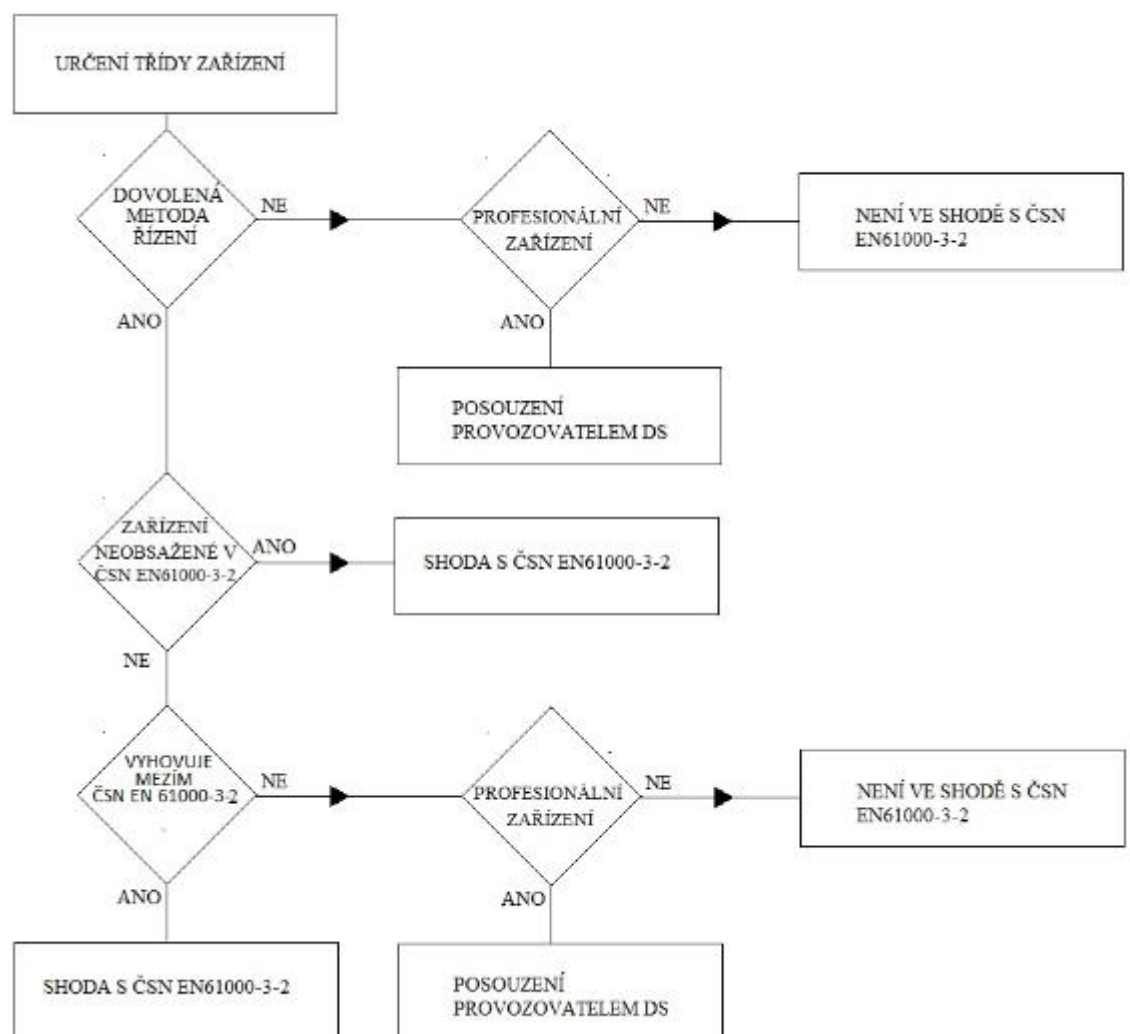 URČENÍ TŘÍDY ZAŘÍZENÍ
DOVOLENÁ
METODA
ŘÍZENÍ
NE
PROFESIONÁLNÍ
ZAŘÍZENÍ
NE
NENÍ VE SHODĚ S ČSN
EN61000-3-2
ANO
ANO
POSOUZENÍ
PROVOZOVATELEM DS
ZAŘÍZENÍ
NEOBSAŽENÉ V
ČSN EN61000-3-2
ANO
SHODA S ČSN EN61000-3-2
NE
VYHOVUJE
MEZÍM
ČSN EN 61000-3-2
NE
PROFESIONÁLNÍ
ZAŘÍZENÍ
NE
NENÍ VE SHODĚ S ČSN
EN61000-3-2
ANO
ANO
SHODA S ČSN EN61000-3-2
POSOUZENÍ
PROVOZOVATELEM DS